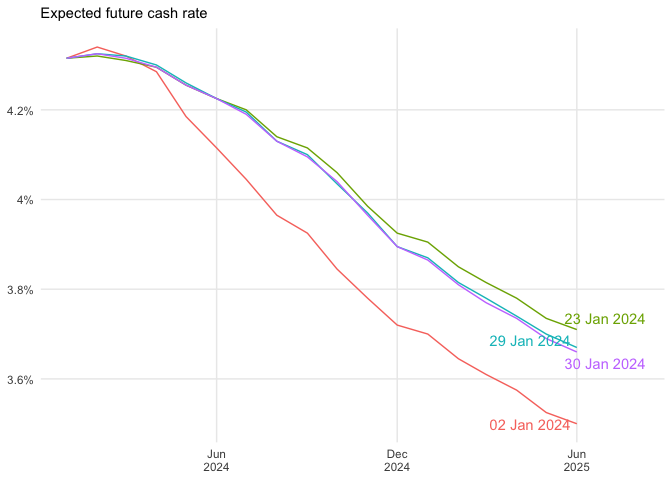 Expected future cash rate
4.2%
4%
3.8%
3.6%
23 Jan 2024
29 Jan 2024
30 Jan 2024
02 Jan 2024
Jun
2024
Dec
2024
Jun
2025